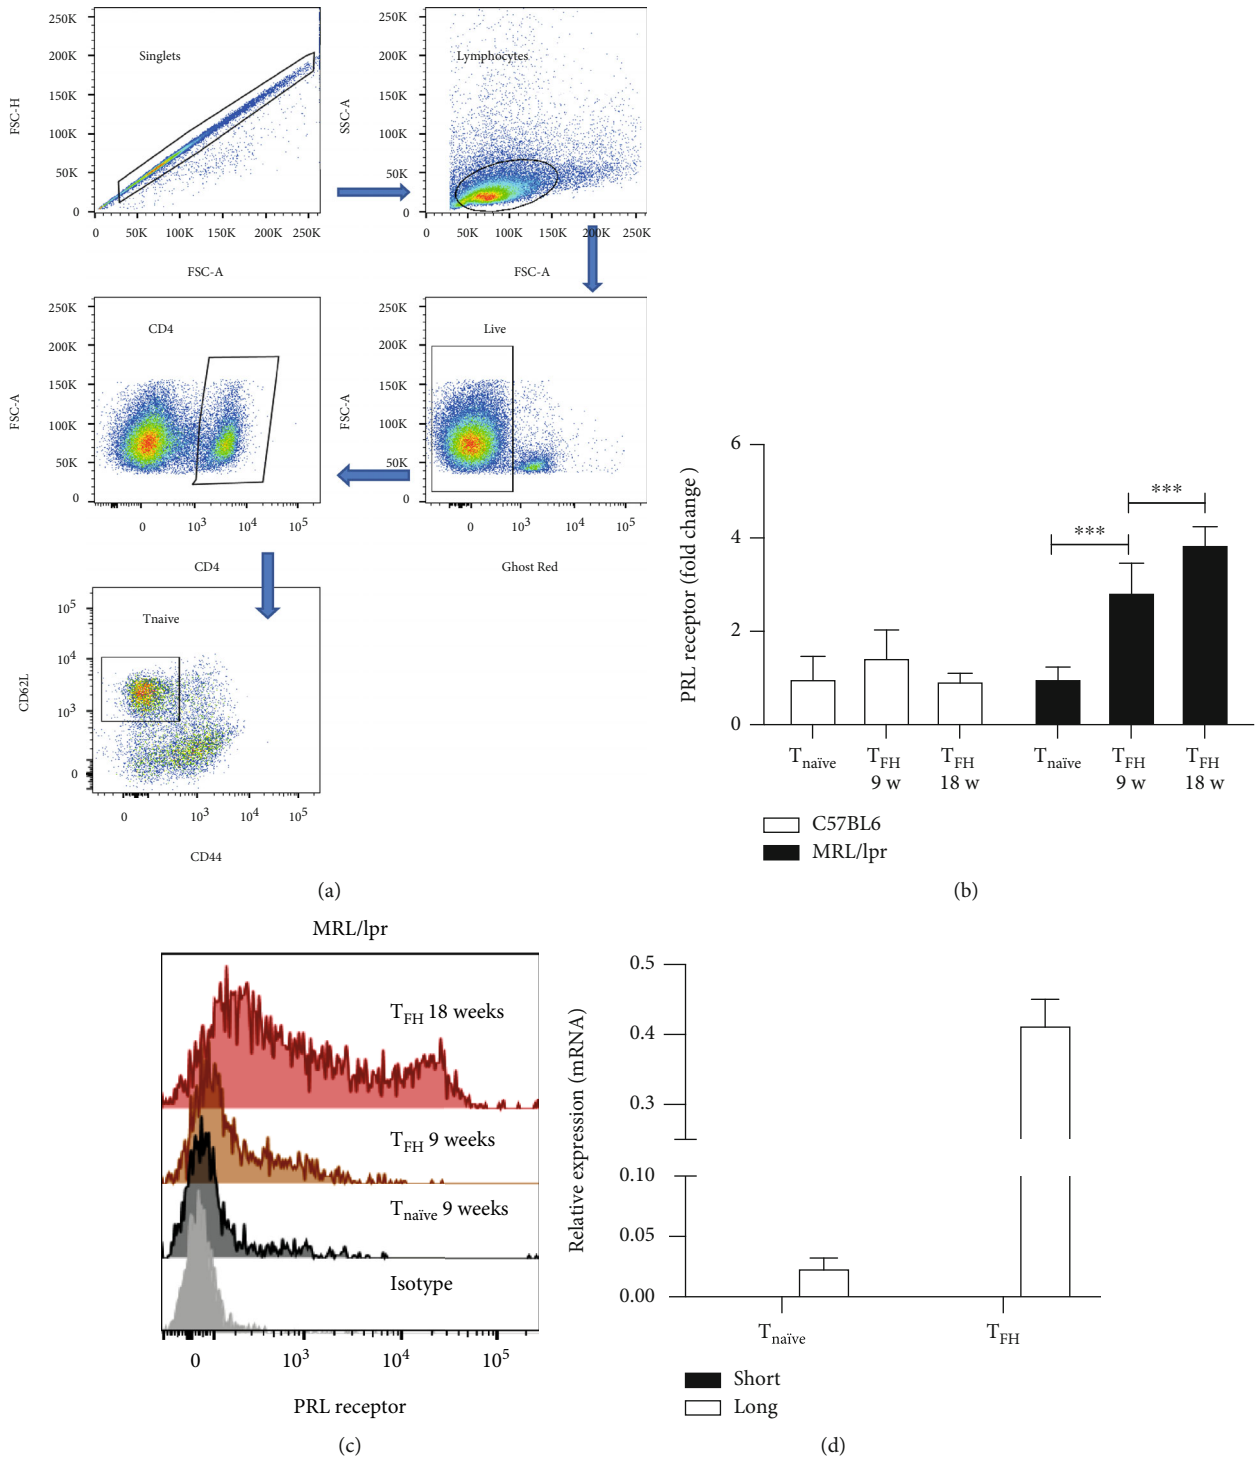 Singlets
FSC-H
250K
200K
150K
100K
50K
0
0 50K 100K 150K 200K 250K
FSC-A
Lymphocytes
SSC-A
250K
200K
150K
100K
50K
0
0 50K 100K 150K 200K 250K
FSC-A
CD4
FSC-A
250K
200K
150K
100K
50K
0
0 10³ 10⁴ 10⁵
CD4
Live
FSC-A
250K
200K
150K
100K
50K
0
0 10³ 10⁴ 10⁵
Ghost Red
Tnaive
CD62L
10⁵
10⁴
10³
0
0 10³ 10⁴ 10⁵
CD44
(a)
PRL receptor (fold change )
6
4
2
0
***
***
Tnaïve TFH TFH Tnaïve TFH TFH
9 w 18 w 9 w 18 w
C57BL6
MRL/lpr
(b)
MRL/lpr
TFH 18 weeks
TFH 9 weeks
Tnaïve 9 weeks
Isotype
0 10³ 10⁴ 10⁵
PRL receptor
(c)
Relative expression (mRNA)
0.5
0.4
0.3
0.10
0.05
0.00
Tnaïve TFH
Short
Long
(d)